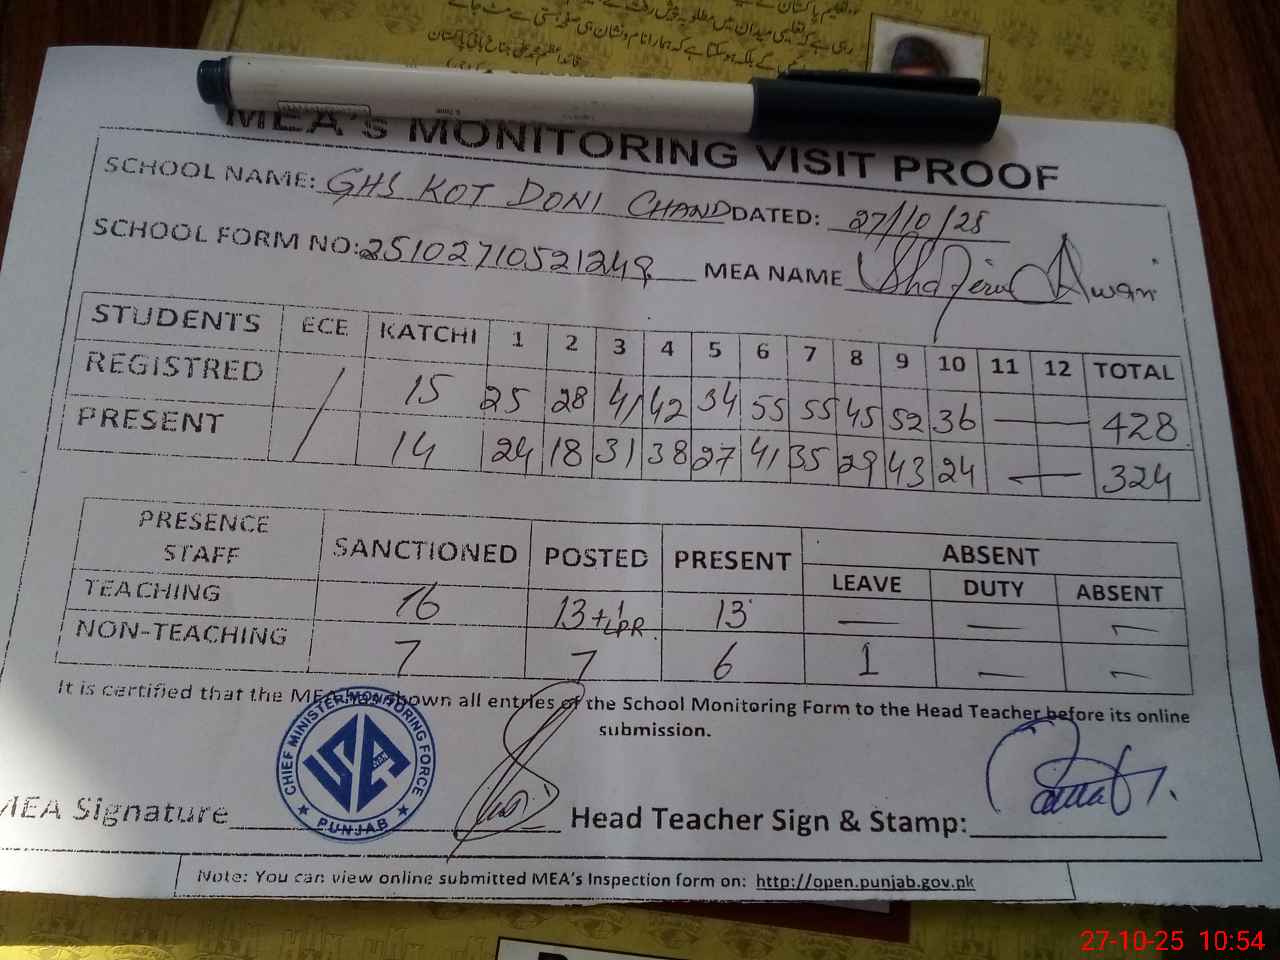 MEA's MONITORING VISIT PROOF
SCHOOL NAME: GHS KOT DONI CHAND DATED: 27/10/25
SCHOOL FORM NO: 25102710521249 MEA NAME Awan
STUDENTS ECE KATCHI 1 2 3 4 5 6 7 8 9 10 11 12 TOTAL
REGISTRED / 15 25 28 41 42 34 55 55 45 52 36 — — 428
PRESENT 14 24 18 31 38 27 41 35 29 43 24 — 324
PRESENCE STAFF SANCTIONED POSTED PRESENT ABSENT
LEAVE DUTY ABSENT
TEACHING 16 13+1 LPR 13 — — —
NON-TEACHING 7 7 6 1 — —
It is certified that the MEA has shown all entries of the School Monitoring Form to the Head Teacher before its online
submission.
CHIEF MINISTER MONITORING FORCE
PUNJAB
MEA Signature Head Teacher Sign & Stamp:
Note: You can view online submitted MEA's Inspection form on: http://open.punjab.gov.pk
27-10-25 10:54